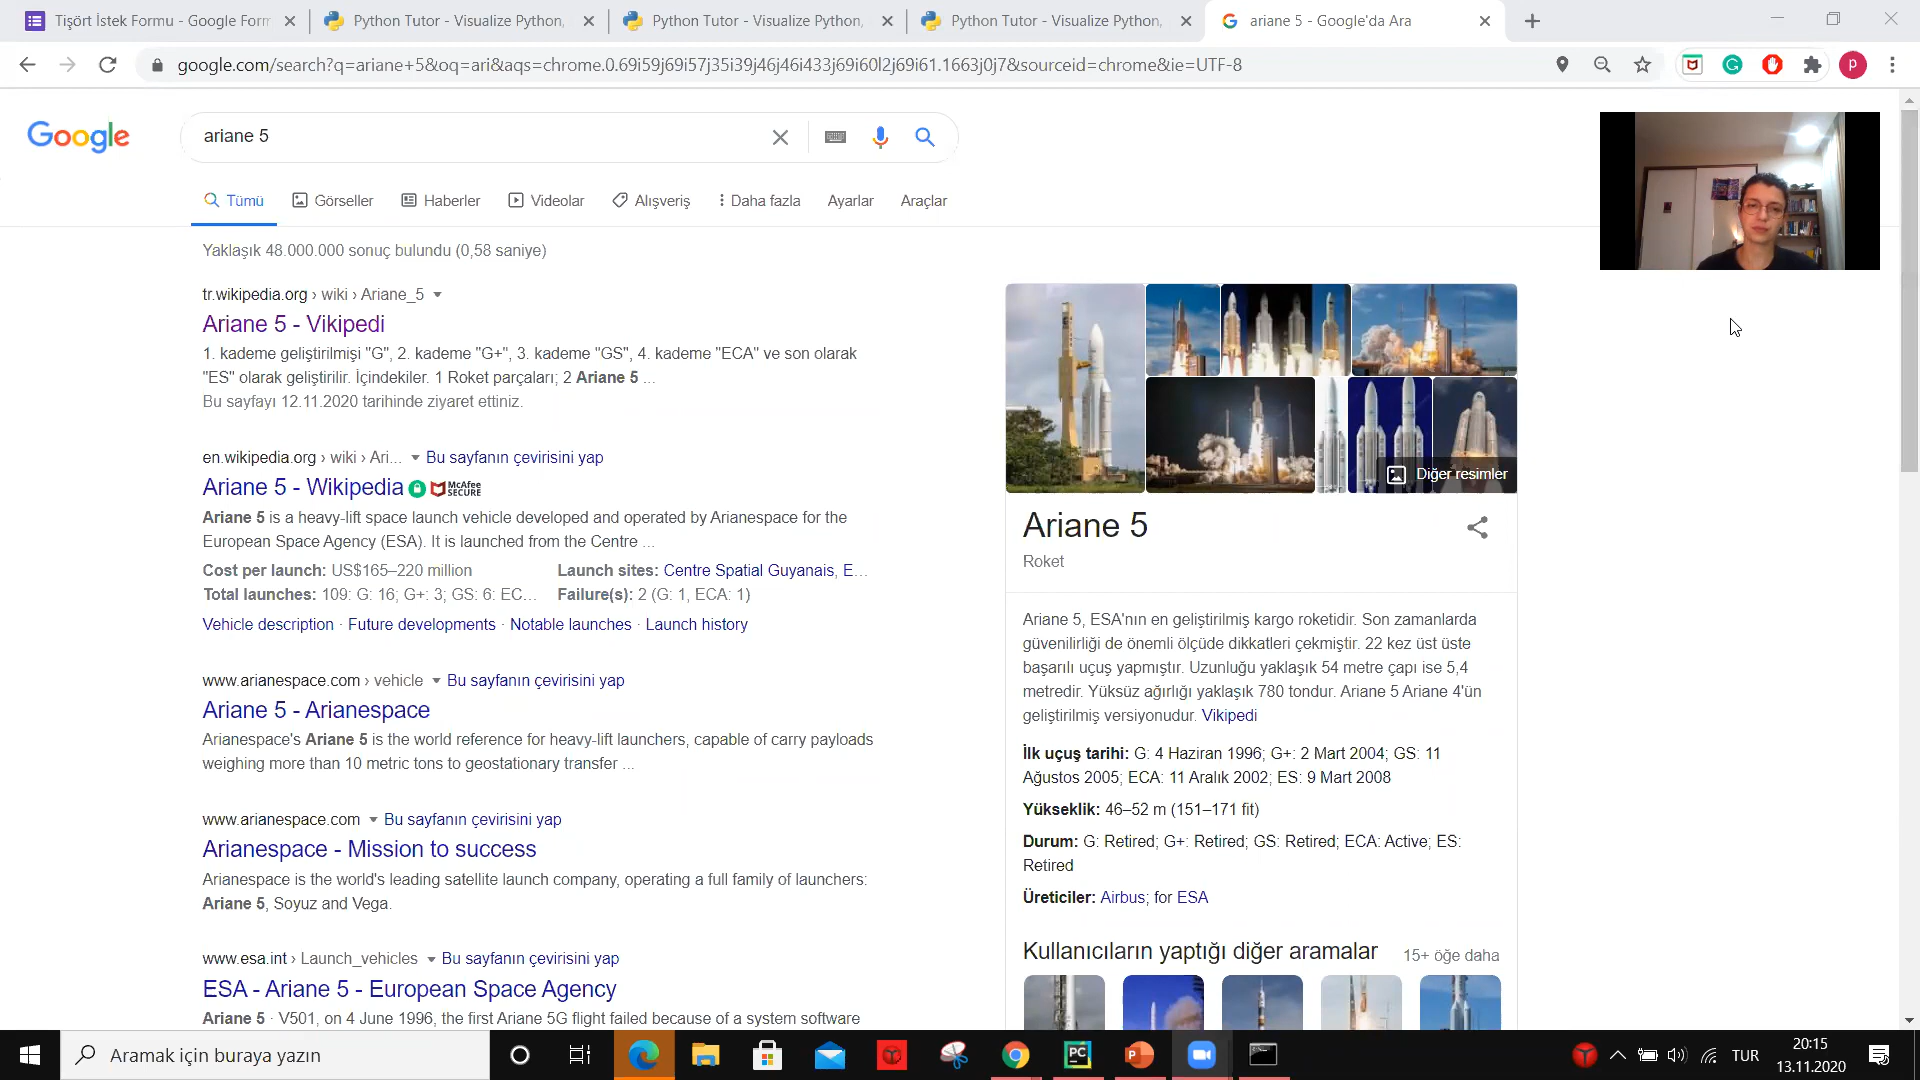 Tişört İstek Formu - Google Form
Python Tutor - Visualize Python,
Python Tutor - Visualize Python,
Python Tutor - Visualize Python,
ariane 5 - Google'da Ara
google.com/search?q=ariane+5&oq=ari&aqs=chrome.0.69i59j69i57j35i39j46j46i433j69i60l2j69i61.1663j0j7&sourceid=chrome&ie=UTF-8
P
Google
ariane 5
Tümü
Görseller
Haberler
Videolar
Alışveriş
Daha fazla
Ayarlar
Araçlar
Yaklaşık 48.000.000 sonuç bulundu (0,58 saniye)
tr.wikipedia.org › wiki › Ariane_5
Ariane 5 - Vikipedi
1. kademe geliştirilmişi "G", 2. kademe "G+", 3. kademe "GS", 4. kademe "ECA" ve son olarak
"ES" olarak geliştirilir. İçindekiler. 1 Roket parçaları; 2 Ariane 5 ...
Bu sayfayı 12.11.2020 tarihinde ziyaret ettiniz.
en.wikipedia.org › wiki › Ari... Bu sayfanın çevirisini yap
Ariane 5 - Wikipedia McAfee SECURE
Ariane 5 is a heavy-lift space launch vehicle developed and operated by Arianespace for the
European Space Agency (ESA). It is launched from the Centre ...
Cost per launch: US$165–220 million Launch sites: Centre Spatial Guyanais, E...
Total launches: 109: G: 16; G+: 3; GS: 6: EC... Failure(s): 2 (G: 1, ECA: 1)
Vehicle description · Future developments · Notable launches · Launch history
www.arianespace.com › vehicle Bu sayfanın çevirisini yap
Ariane 5 - Arianespace
Arianespace's Ariane 5 is the world reference for heavy-lift launchers, capable of carry payloads
weighing more than 10 metric tons to geostationary transfer ...
www.arianespace.com Bu sayfanın çevirisini yap
Arianespace - Mission to success
Arianespace is the world's leading satellite launch company, operating a full family of launchers:
Ariane 5, Soyuz and Vega.
www.esa.int › Launch_vehicles Bu sayfanın çevirisini yap
ESA - Ariane 5 - European Space Agency
Ariane 5 · V501, on 4 June 1996, the first Ariane 5G flight failed because of a system software
Diğer resimler
Ariane 5
Roket
Ariane 5, ESA'nın en geliştirilmiş kargo roketidir. Son zamanlarda
güvenilirliği de önemli ölçüde dikkatleri çekmiştir. 22 kez üst üste
başarılı uçuş yapmıştır. Uzunluğu yaklaşık 54 metre çapı ise 5,4
metredir. Yüksüz ağırlığı yaklaşık 780 tondur. Ariane 5 Ariane 4'ün
geliştirilmiş versiyonudur. Vikipedi
İlk uçuş tarihi: G: 4 Haziran 1996; G+: 2 Mart 2004; GS: 11
Ağustos 2005; ECA: 11 Aralık 2002; ES: 9 Mart 2008
Yükseklik: 46–52 m (151–171 fit)
Durum: G: Retired; G+: Retired; GS: Retired; ECA: Active; ES:
Retired
Üreticiler: Airbus; for ESA
Kullanıcıların yaptığı diğer aramalar 15+ öğe daha
Aramak için buraya yazın
PC
P
TUR
20:15
13.11.2020